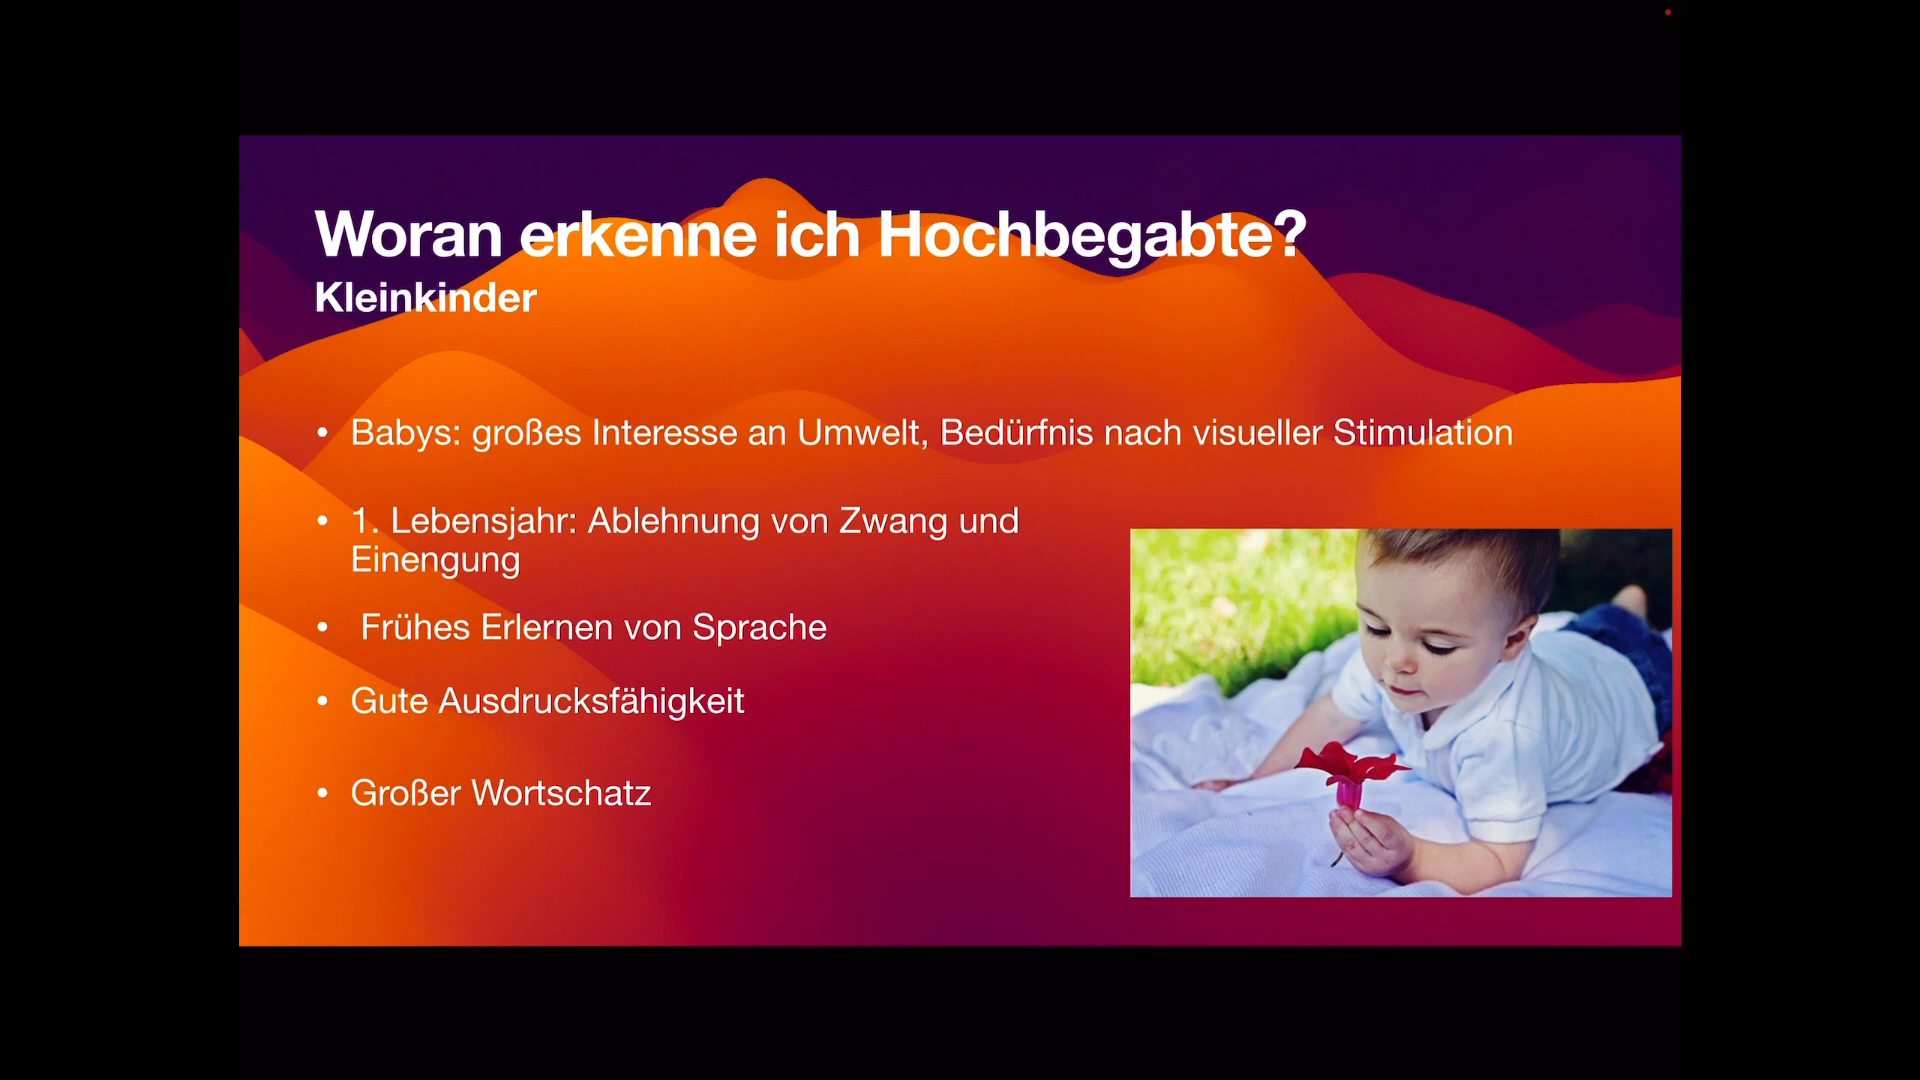 Woran erkenne ich Hochbegabte?
Kleinkinder
• Babys: großes Interesse an Umwelt, Bedürfnis nach visueller Stimulation
• 1. Lebensjahr: Ablehnung von Zwang und
Einengung
• Frühes Erlernen von Sprache
• Gute Ausdrucksfähigkeit
• Großer Wortschatz